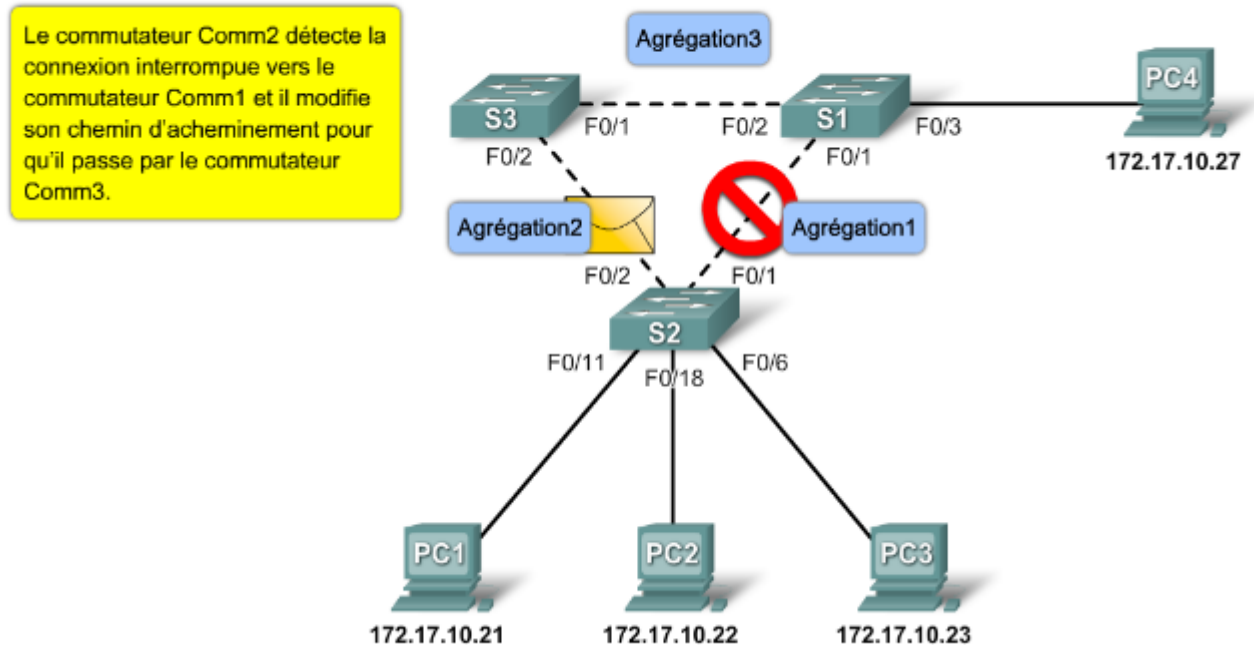 Le commutateur Comm2 détecte la
connexion interrompue vers le
commutateur Comm1 et il modifie
son chemin d'acheminement pour
qu'il passe par le commutateur
Comm3.
Agrégation3
PC4
S3
F0/1
F0/2
S1
F0/3
F0/2
F0/1
172.17.10.27
Agrégation2
Agrégation1
F0/2
F0/1
S2
F0/11
F0/18
F0/6
PC1
PC2
PC3
172.17.10.21
172.17.10.22
172.17.10.23